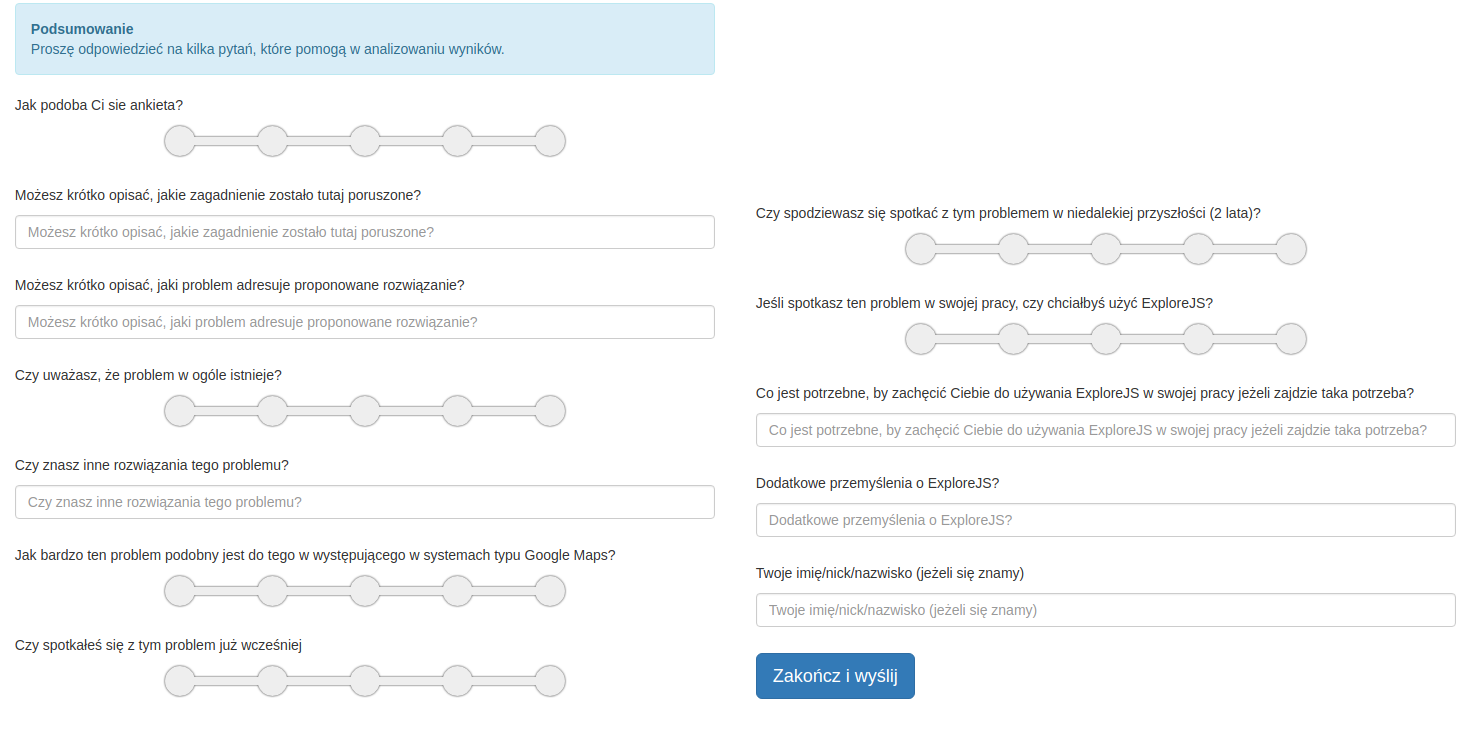 Podsumowanie
Proszę odpowiedzieć na kilka pytań, które pomogą w analizowaniu wyników.
Jak podoba Ci sie ankieta?
Możesz krótko opisać, jakie zagadnienie zostało tutaj poruszone?
Możesz krótko opisać, jakie zagadnienie zostało tutaj poruszone?
Możesz krótko opisać, jaki problem adresuje proponowane rozwiązanie?
Możesz krótko opisać, jaki problem adresuje proponowane rozwiązanie?
Czy uważasz, że problem w ogóle istnieje?
Czy znasz inne rozwiązania tego problemu?
Czy znasz inne rozwiązania tego problemu?
Jak bardzo ten problem podobny jest do tego w występującego w systemach typu Google Maps?
Czy spotkałeś się z tym problem już wcześniej
Czy spodziewasz się spotkać z tym problemem w niedalekiej przyszłości (2 lata)?
Jeśli spotkasz ten problem w swojej pracy, czy chciałbyś użyć ExploreJS?
Co jest potrzebne, by zachęcić Ciebie do używania ExploreJS w swojej pracy jeżeli zajdzie taka potrzeba?
Co jest potrzebne, by zachęcić Ciebie do używania ExploreJS w swojej pracy jeżeli zajdzie taka potrzeba?
Dodatkowe przemyślenia o ExploreJS?
Dodatkowe przemyślenia o ExploreJS?
Twoje imię/nick/nazwisko (jeżeli się znamy)
Twoje imię/nick/nazwisko (jeżeli się znamy)
Zakończ i wyślij